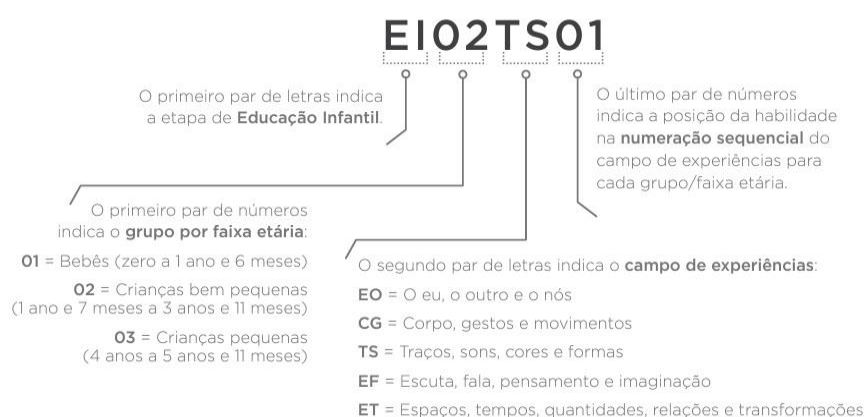 EI02TS01
O primeiro par de letras indica
a etapa de Educação Infantil.
O último par de números
indica a posição da habilidade
na numeração sequencial do
campo de experiências para
cada grupo/faixa etária.
O primeiro par de números
indica o grupo por faixa etária:
01 = Bebês (zero a 1 ano e 6 meses)
02 = Crianças bem pequenas
(1 ano e 7 meses a 3 anos e 11 meses)
03 = Crianças pequenas
(4 anos a 5 anos e 11 meses)
O segundo par de letras indica o campo de experiências:
EO = O eu, o outro e o nós
CG = Corpo, gestos e movimentos
TS = Traços, sons, cores e formas
EF = Escuta, fala, pensamento e imaginação
ET = Espaços, tempos, quantidades, relações e transformações